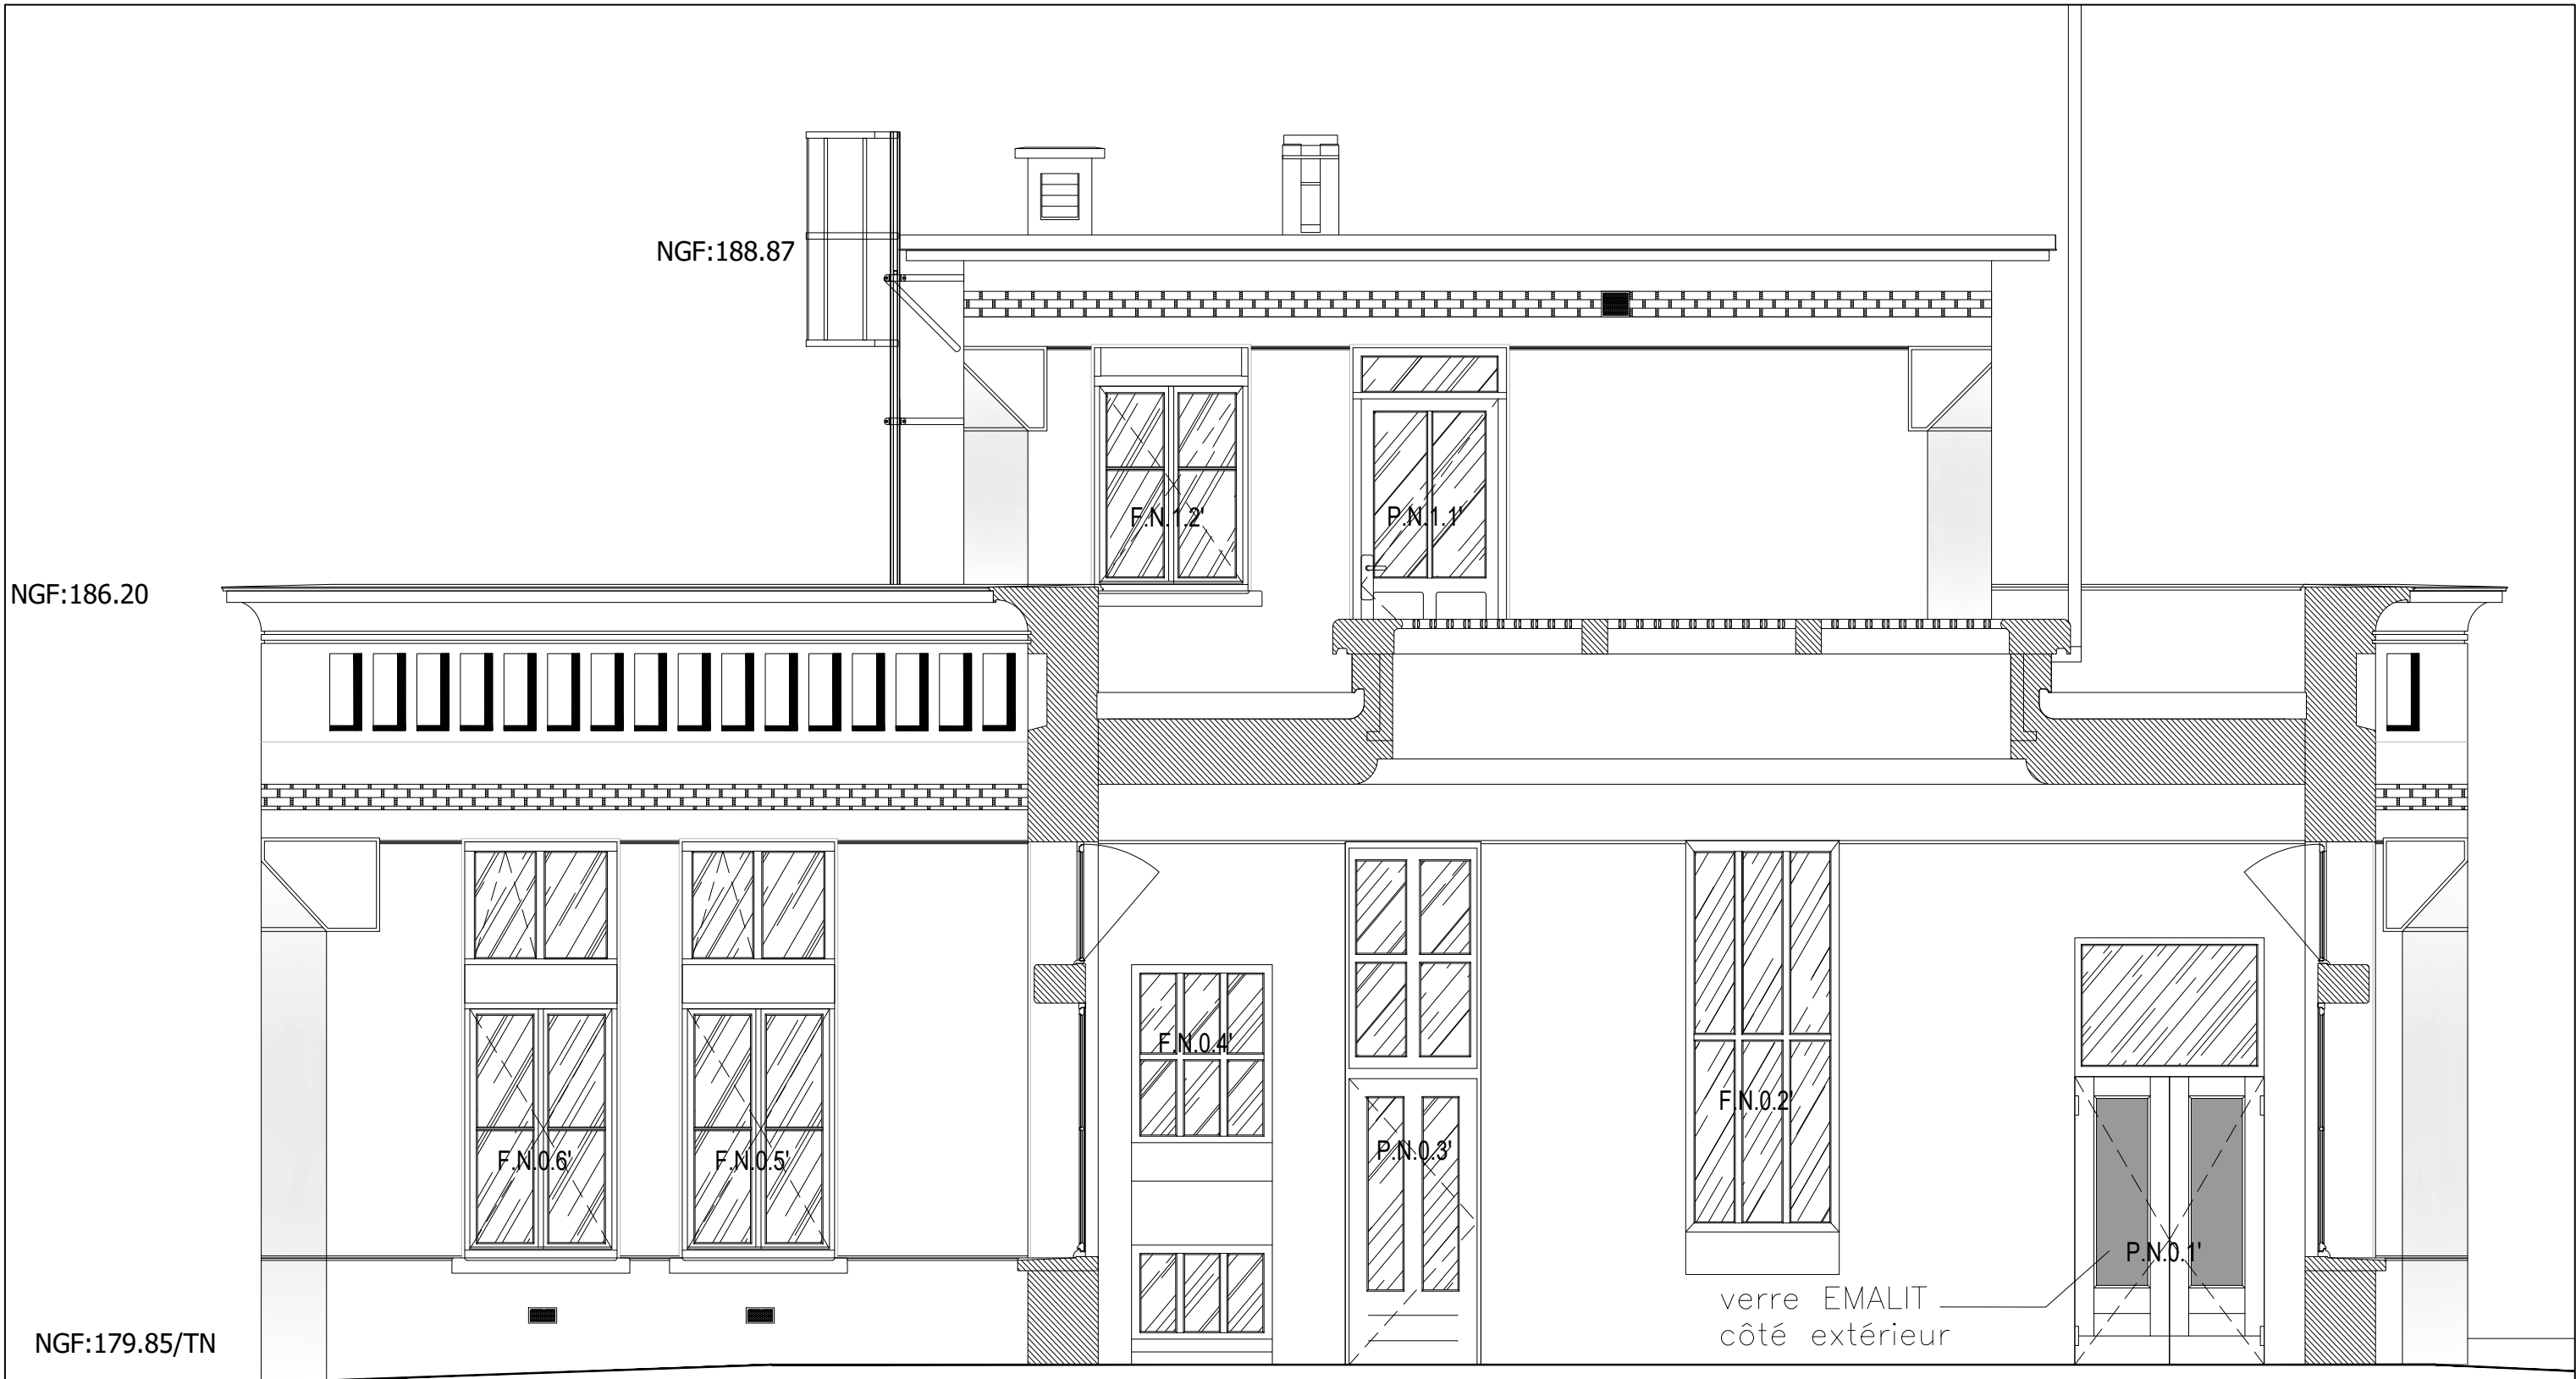 NGF:188.87
F.N.1.2'
P.N.1.1'
NGF:186.20
F.N.0.4'
F.N.0.2'
P.N.0.3'
F.N.0.6'
F.N.0.5'
P.N.0.1'
verre EMALIT
côté extérieur
NGF:179.85/TN